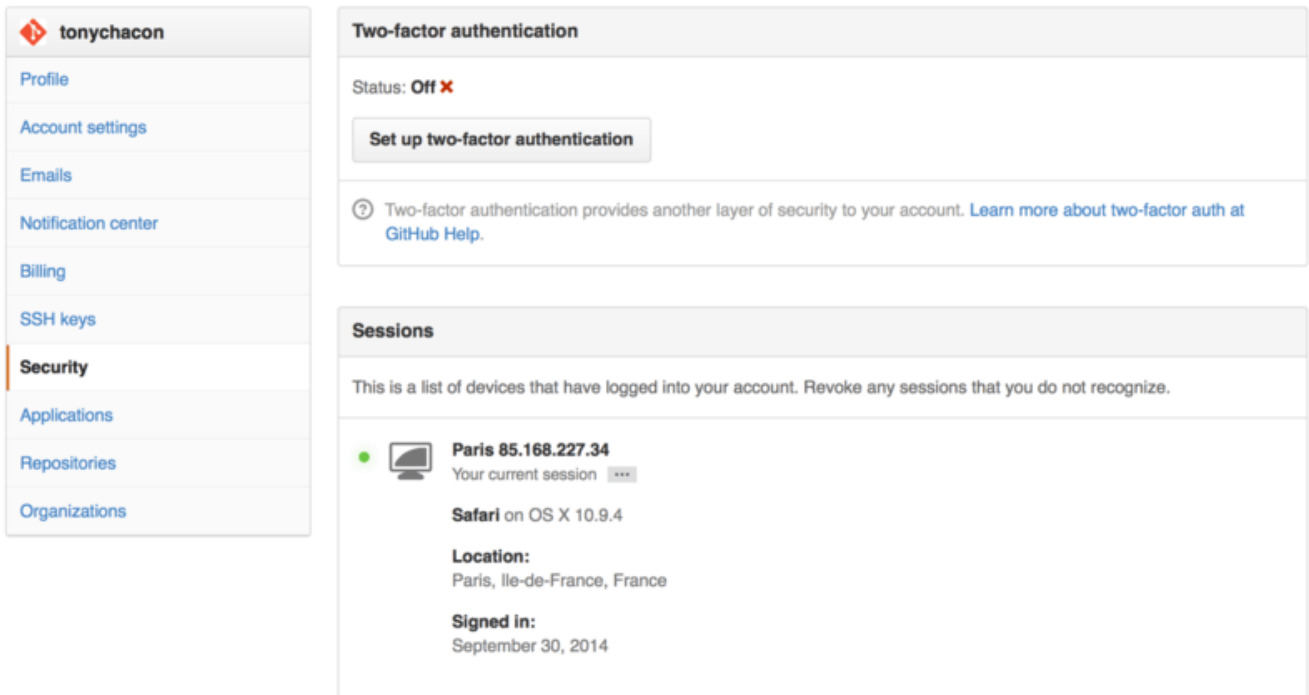 tonychacon
Profile
Account settings
Emails
Notification center
Billing
SSH keys
Security
Applications
Repositories
Organizations
Two-factor authentication
Status: Off
Set up two-factor authentication
Two-factor authentication provides another layer of security to your account. Learn more about two-factor auth at
GitHub Help.
Sessions
This is a list of devices that have logged into your account. Revoke any sessions that you do not recognize.
Paris 85.168.227.34
Your current session ...
Safari on OS X 10.9.4
Location:
Paris, Ile-de-France, France
Signed in:
September 30, 2014